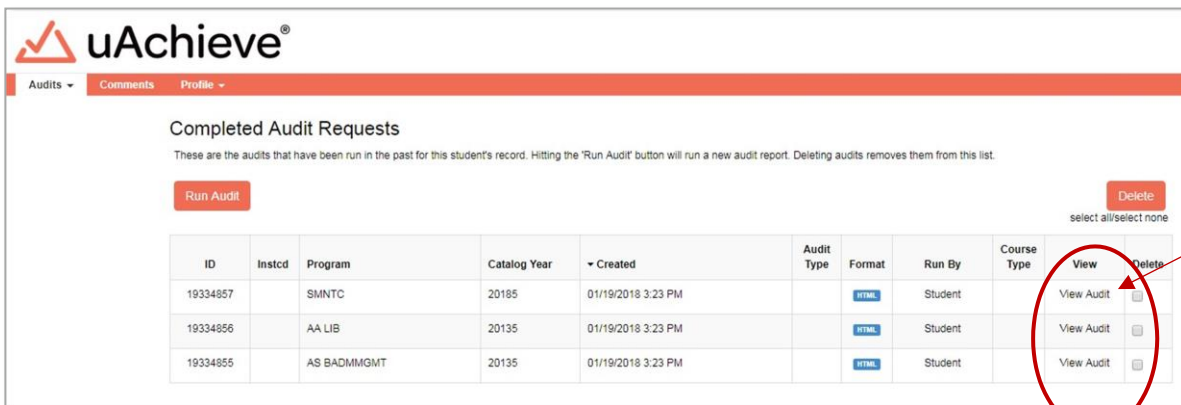 uAchieve®
Audits Comments Profile
Completed Audit Requests
These are the audits that have been run in the past for this student's record. Hitting the 'Run Audit' button will run a new audit report. Deleting audits removes them from this list.
Run Audit Delete
select all/select none
ID Instcd Program Catalog Year Created Audit Type Format Run By Course Type View Delete
19334857 SMNTC 20185 01/19/2018 3:23 PM HTML Student View Audit
19334856 AA LIB 20135 01/19/2018 3:23 PM HTML Student View Audit
19334855 AS BADMMGMT 20135 01/19/2018 3:23 PM HTML Student View Audit